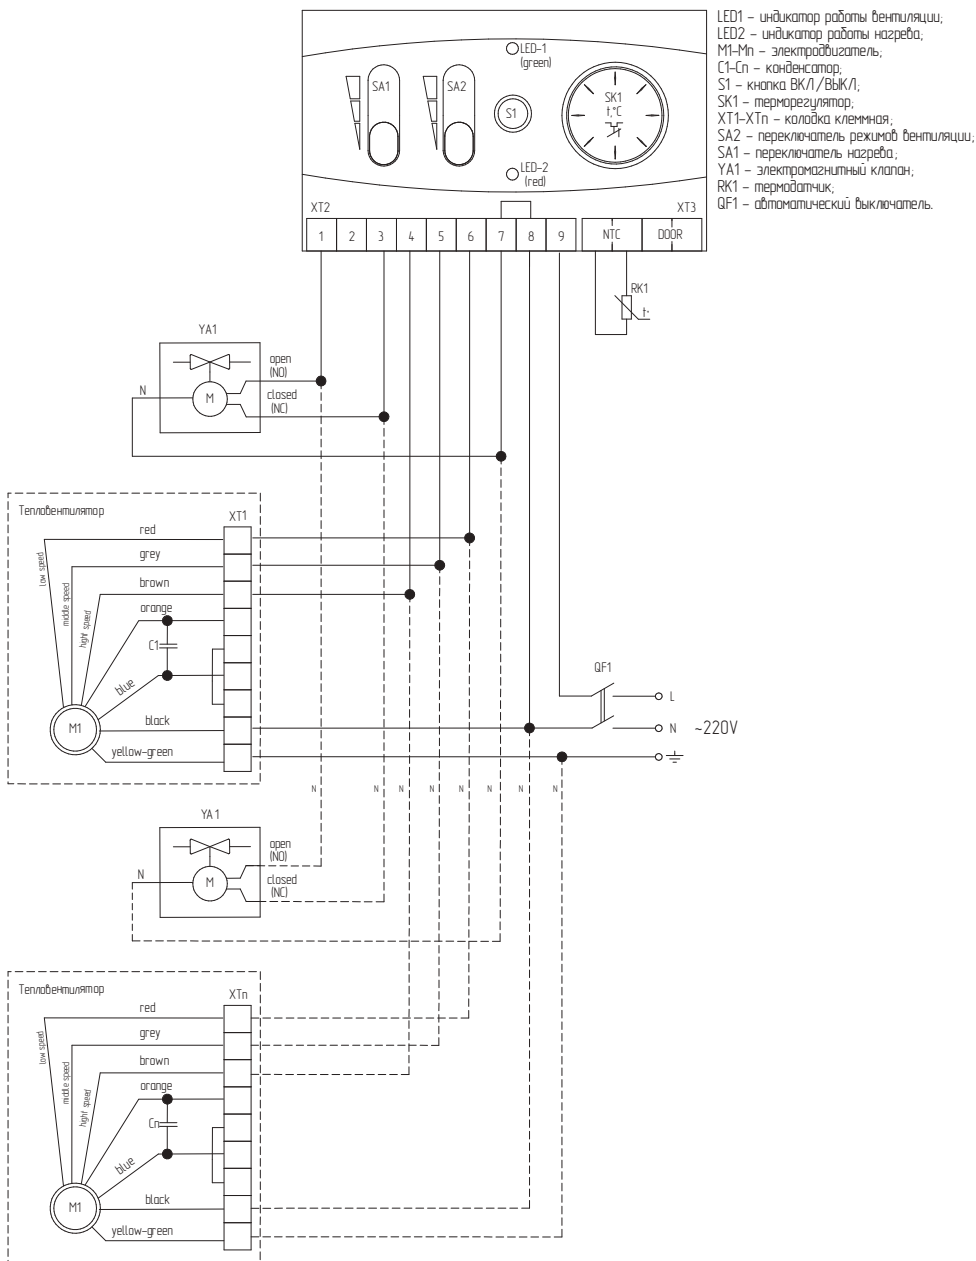 LED1 – индикатор работы вентиляции;
LED2 – индикатор работы нагрева;
M1-Mn – электродвигатель;
C1-Cn – конденсатор;
S1 – кнопка ВКЛ/ВЫКЛ;
SK1 – терморегулятор;
XT1-XTn – колодка клеммная;
SA2 – переключатель режимов вентиляции;
SA1 – переключатель нагрева;
YA1 – электромагнитный клапан;
RK1 – термодатчик;
QF1 – автоматический выключатель.
LED-1
(green)
SA1
SA2
S1
SK1
t,°C
LED-2
(red)
XT2
XT3
1 2 3 4 5 6 7 8 9 NTC DOOR
RK1
t°
YA1
open
(NO)
closed
(NC)
N
M
Тепловентилятор
XT1
red
grey
brown
orange
low speed
middle speed
hight speed
C1
blue
M1
black
yellow-green
QF1
L
N ~220V
N N N N N N N N
YA1
open
(NO)
closed
(NC)
N
M
Тепловентилятор
XTn
red
grey
brown
orange
low speed
middle speed
hight speed
Cn
blue
M1
black
yellow-green